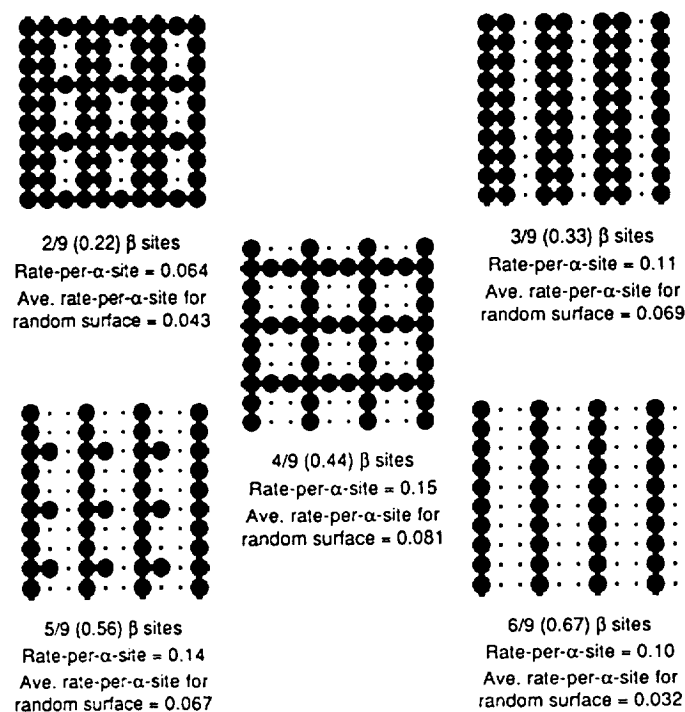 2/9 (0.22) β sites
Rate-per-α-site = 0.064
Ave. rate-per-α-site for
random surface = 0.043
3/9 (0.33) β sites
Rate-per-α-site = 0.11
Ave. rate-per-α-site for
random surface = 0.069
4/9 (0.44) β sites
Rate-per-α-site = 0.15
Ave. rate-per-α-site for
random surface = 0.081
5/9 (0.56) β sites
Rate-per-α-site = 0.14
Ave. rate-per-α-site for
random surface = 0.067
6/9 (0.67) β sites
Rate-per-α-site = 0.10
Ave. rate-per-α-site for
random surface = 0.032